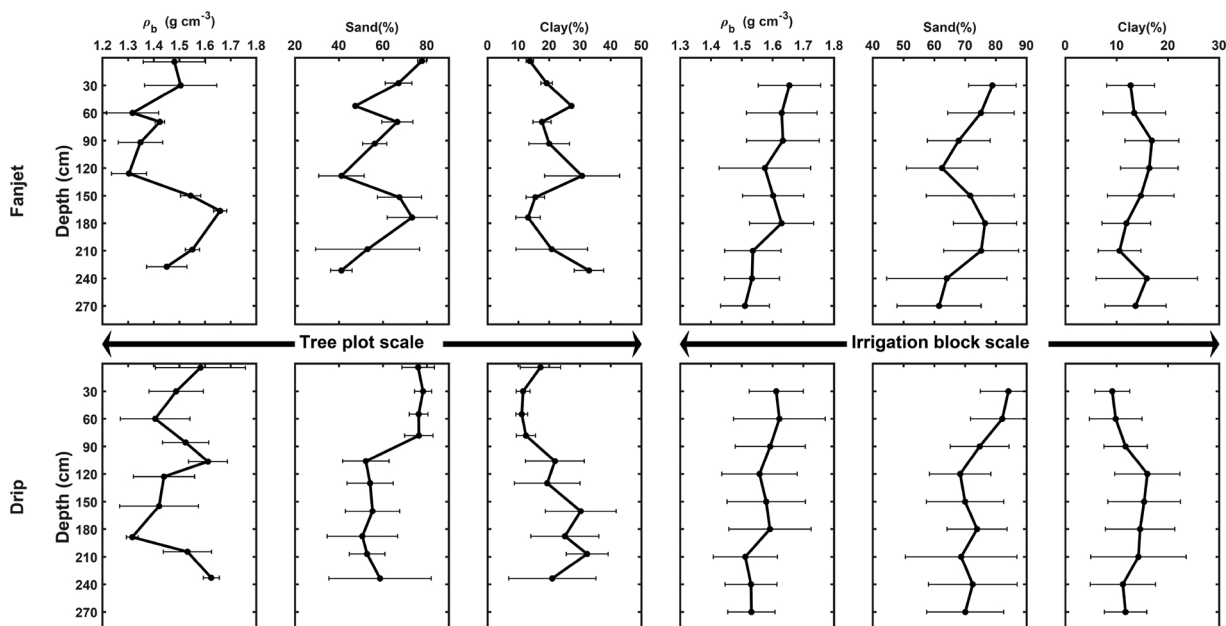 ρb (g cm-3) Sand(%) Clay(%) ρb (g cm-3) Sand(%) Clay(%)
1.2 1.3 1.4 1.5 1.6 1.7 1.8 20 40 60 80 0 10 20 30 40 50 1.3 1.4 1.5 1.6 1.7 1.8 40 50 60 70 80 90 0 10 20 30
Fanjet
Depth (cm)
30
60
90
120
150
180
210
240
270
Tree plot scale Irrigation block scale
Drip
Depth (cm)
30
60
90
120
150
180
210
240
270